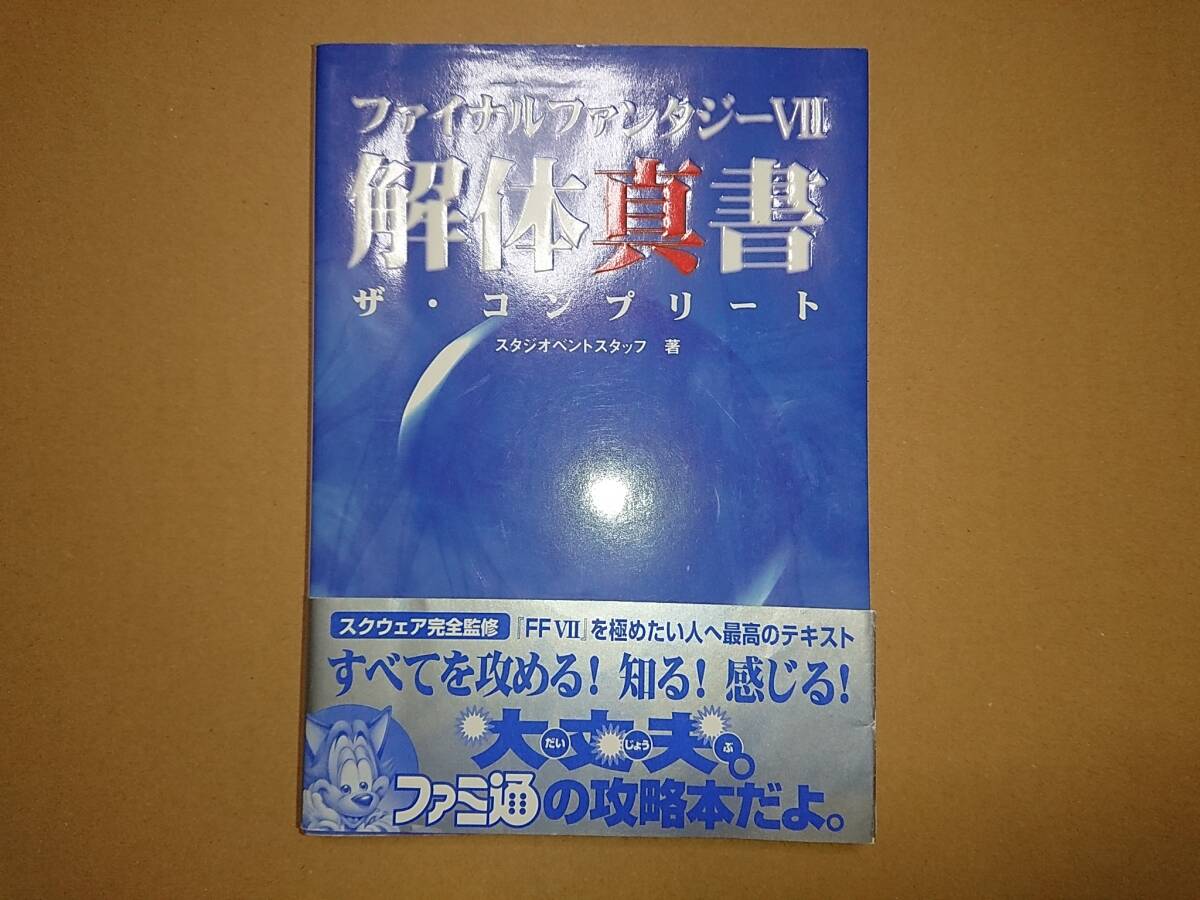 ファイナルファンタジーVII
解体真書
ザ・コンプリート
スタジオベントスタッフ 著
スクウェア完全監修 『FF VII』を極めたい人へ最高のテキスト
すべてを攻める! 知る! 感じる!
大丈夫。
だい じょう ぶ
ファミ通の攻略本だよ。